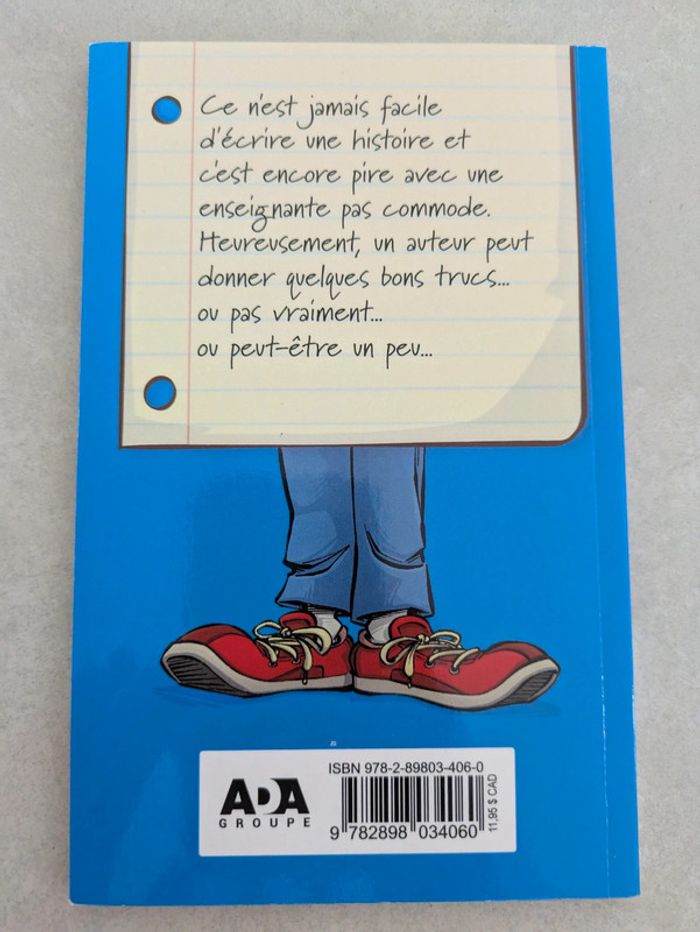 Ce n'est jamais facile
d'écrire une histoire et
c'est encore pire avec une
enseignante pas commode.
Heureusement, un auteur peut
donner quelques bons trucs...
ou pas vraiment...
ou peut-être un peu...
ISBN 978-2-89803-406-0
ADA
GROUPE
9 782898 034060
11,95 $ CAD